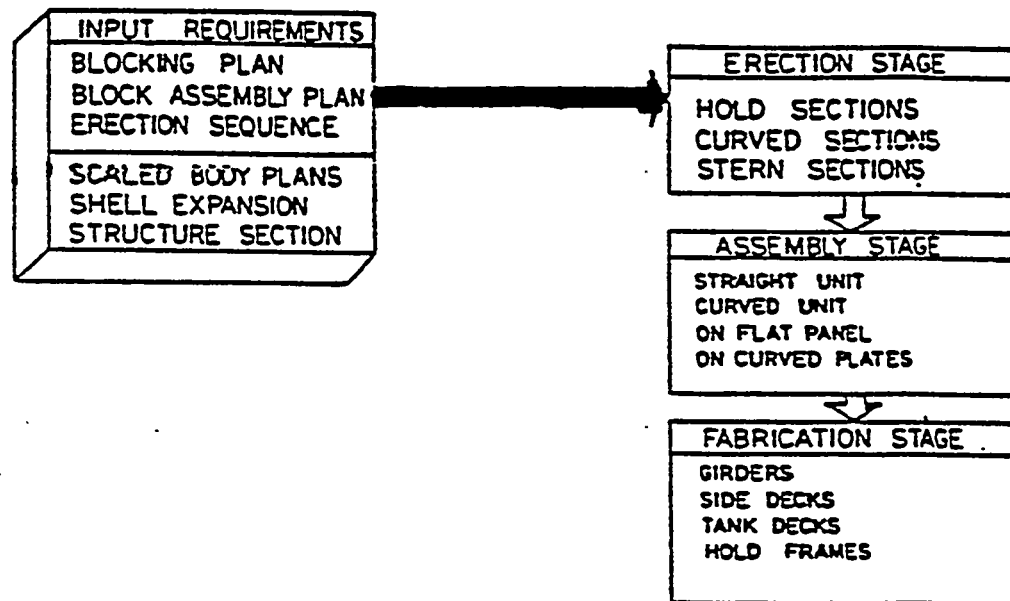 INPUT REQUIREMENTS
BLOCKING PLAN
BLOCK ASSEMBLY PLAN
ERECTION SEQUENCE
SCALED BODY PLANS
SHELL EXPANSION
STRUCTURE SECTION
ERECTION STAGE
HOLD SECTIONS
CURVED SECTIONS
STERN SECTIONS
ASSEMBLY STAGE
STRAIGHT UNIT
CURVED UNIT
ON FLAT PANEL
ON CURVED PLATES
FABRICATION STAGE
GIRDERS
SIDE DECKS
TANK DECKS
HOLD FRAMES